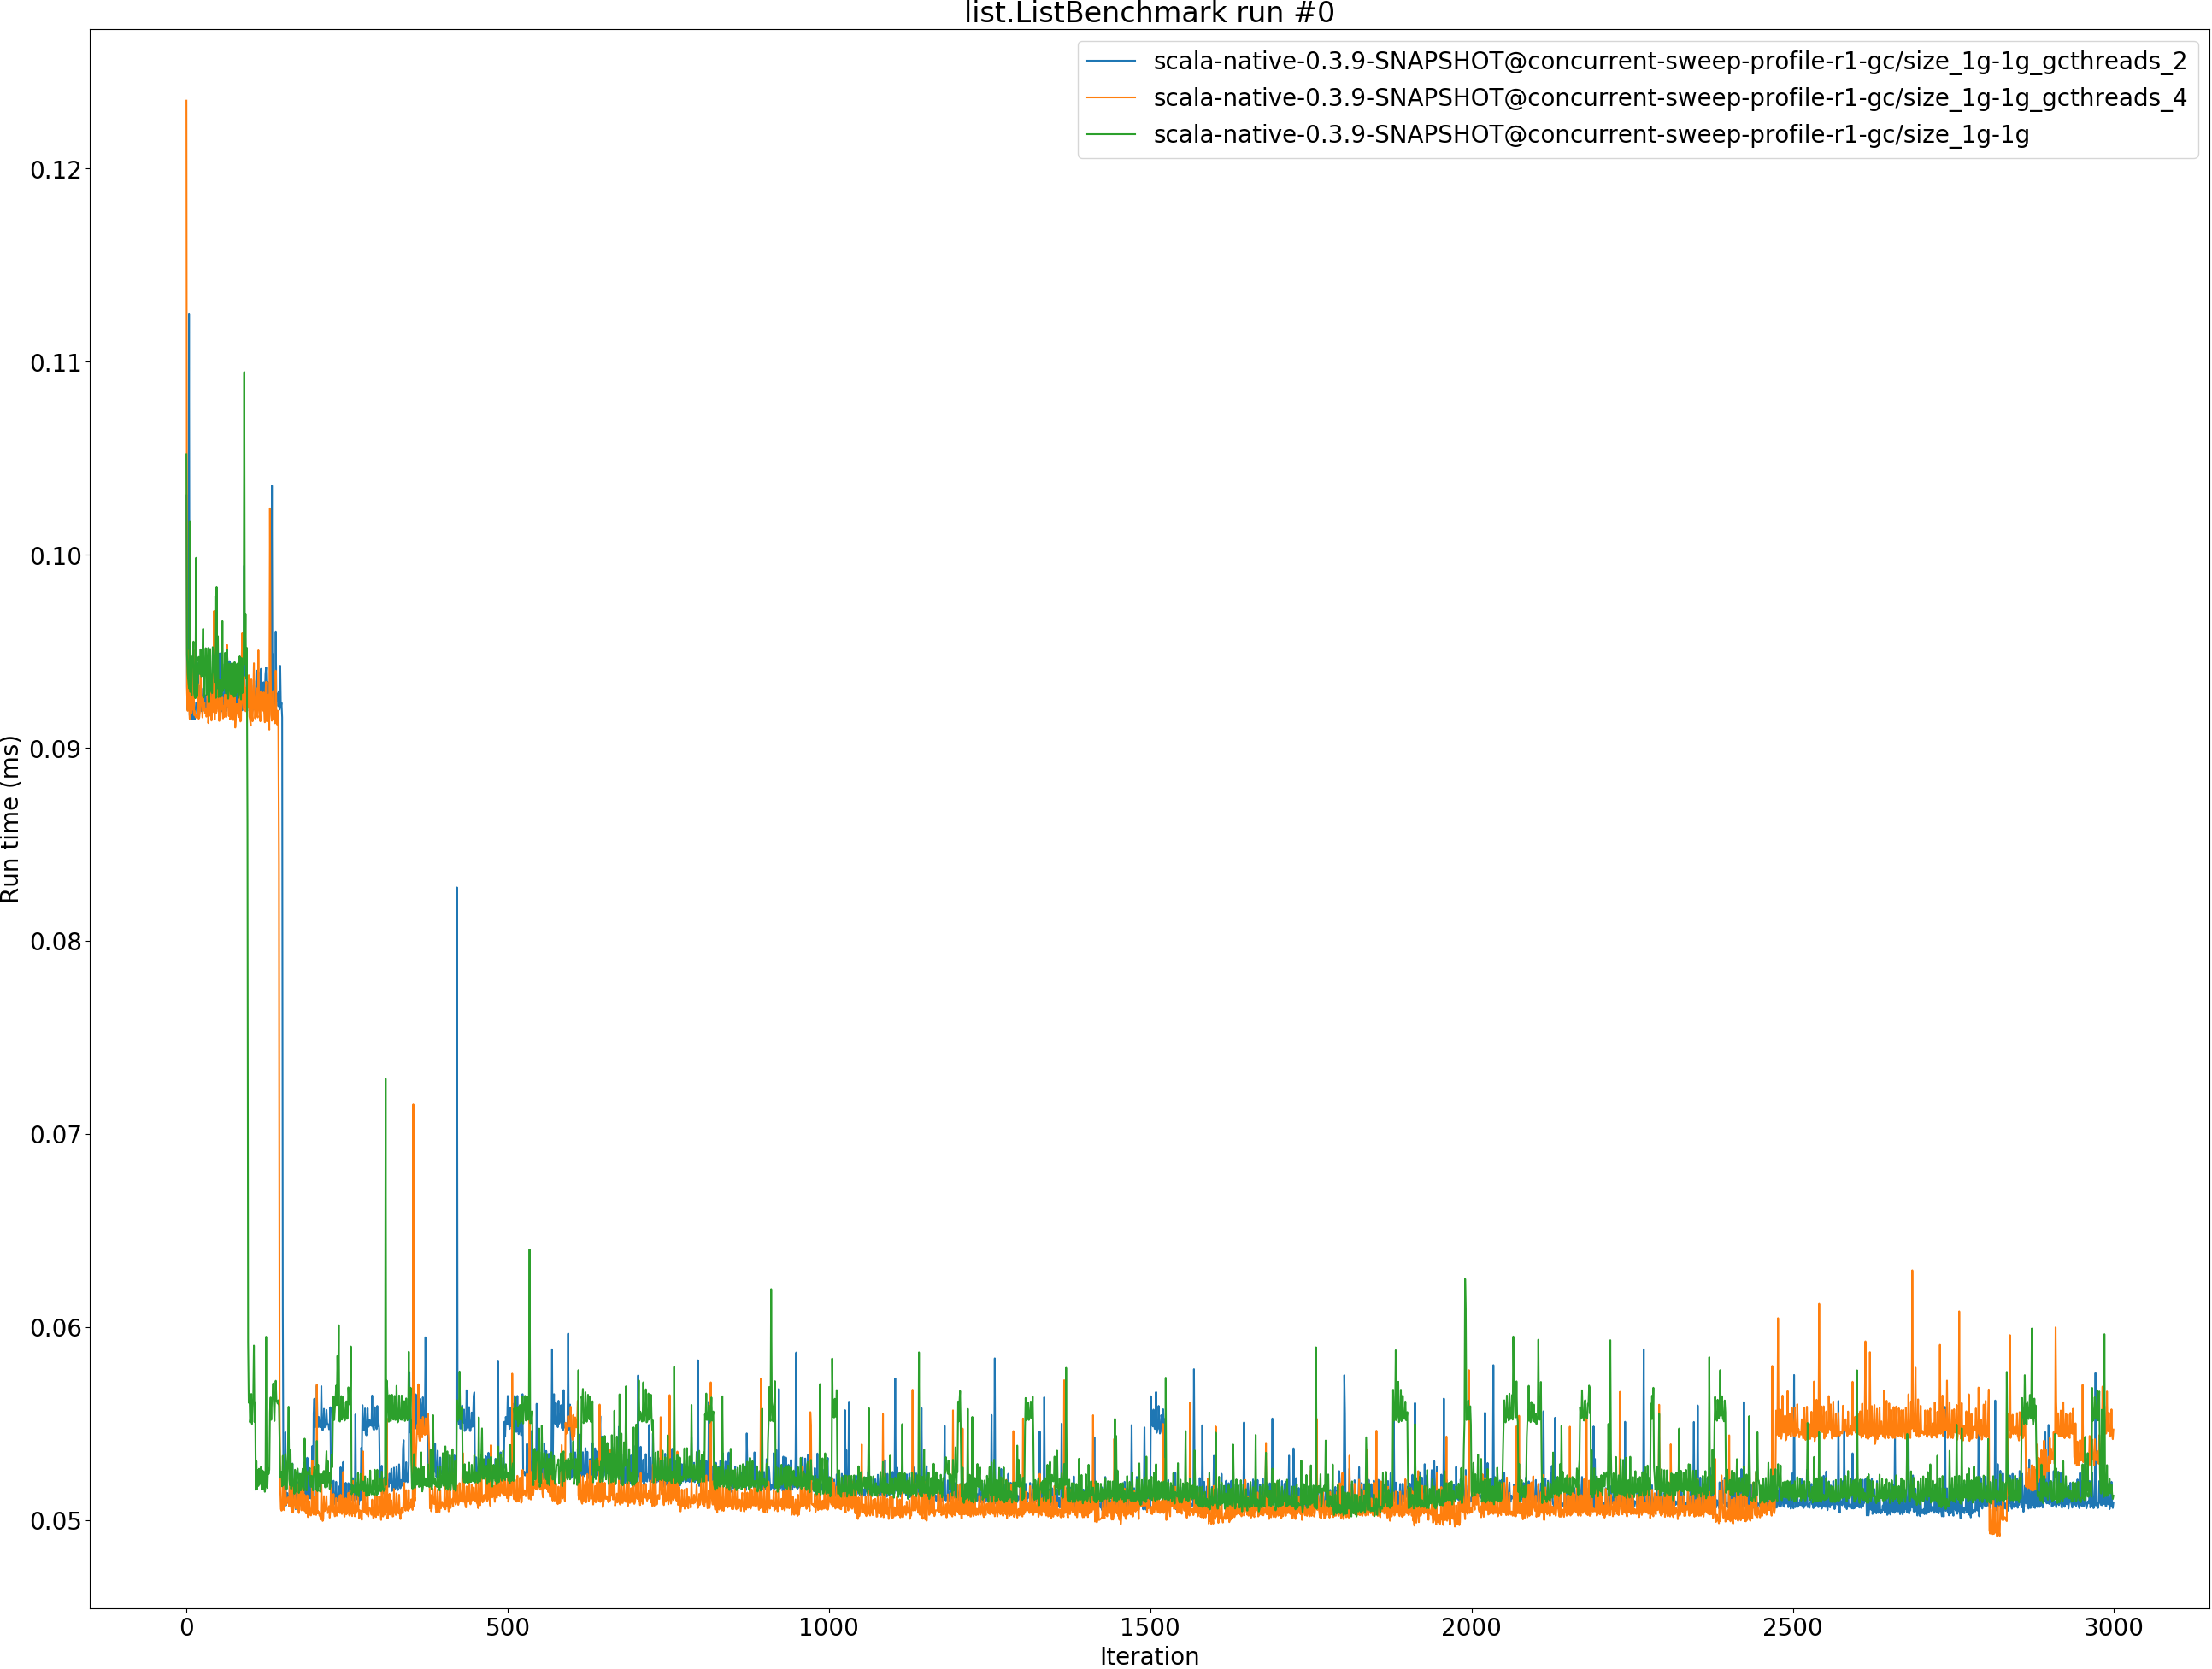 list.ListBenchmark run #0
scala-native-0.3.9-SNAPSHOT@concurrent-sweep-profile-r1-gc/size_1g-1g_gcthreads_2
scala-native-0.3.9-SNAPSHOT@concurrent-sweep-profile-r1-gc/size_1g-1g_gcthreads_4
scala-native-0.3.9-SNAPSHOT@concurrent-sweep-profile-r1-gc/size_1g-1g
0.12
0.11
0.10
0.09
0.08
0.07
0.06
0.05
Run time (ms)
0 500 1000 1500 2000 2500 3000
Iteration